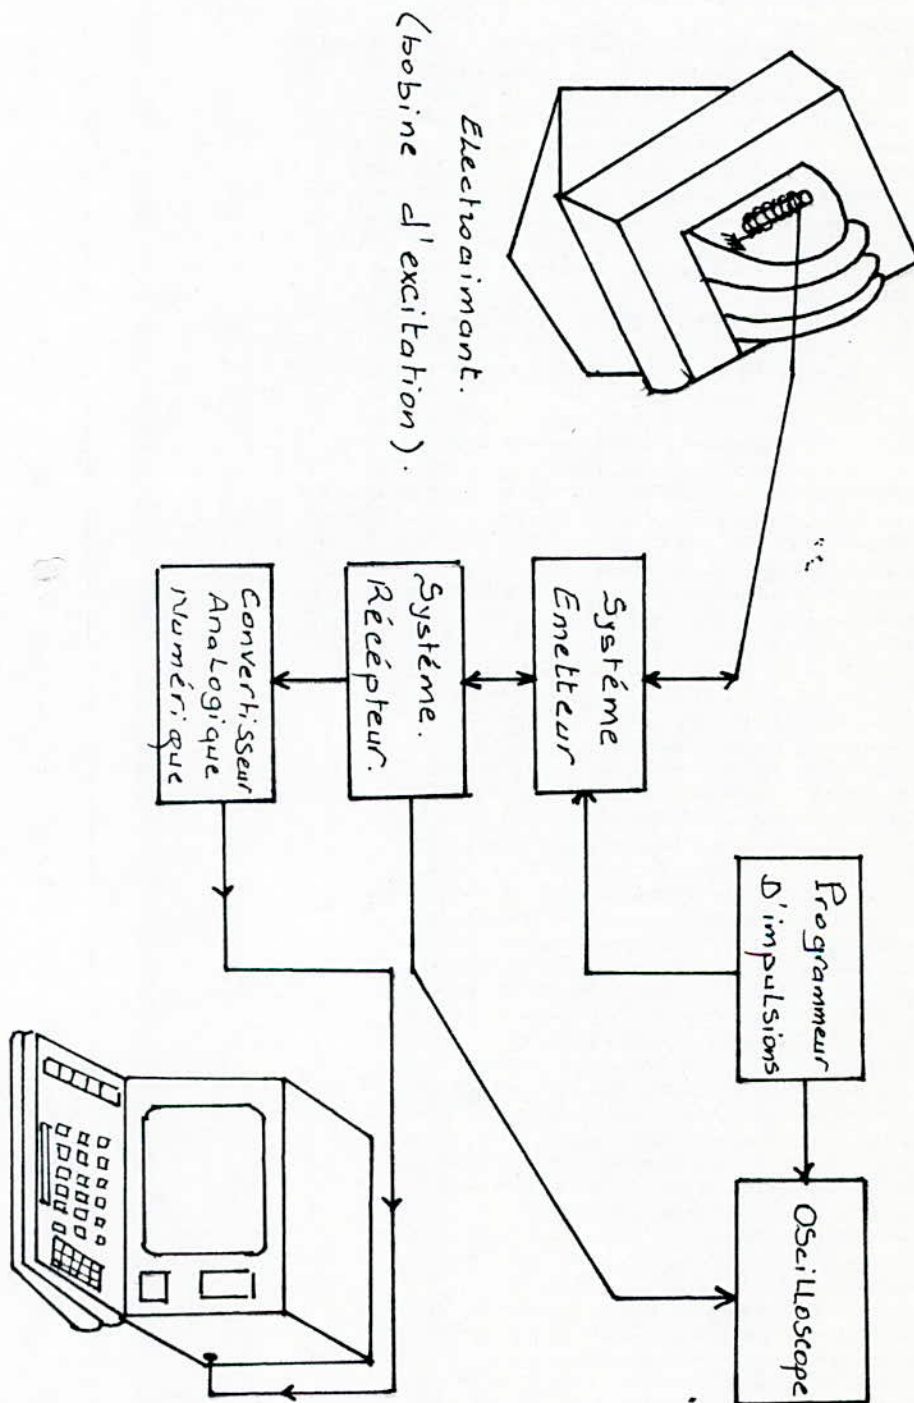 Electroaimant.
(bobine d'excitation).
Programmeur
D'impulsions
OsciLLoscope
Systéme
Emetteur
Systéme.
Récépteur.
Convertisseur
AnaLogique
Numérique